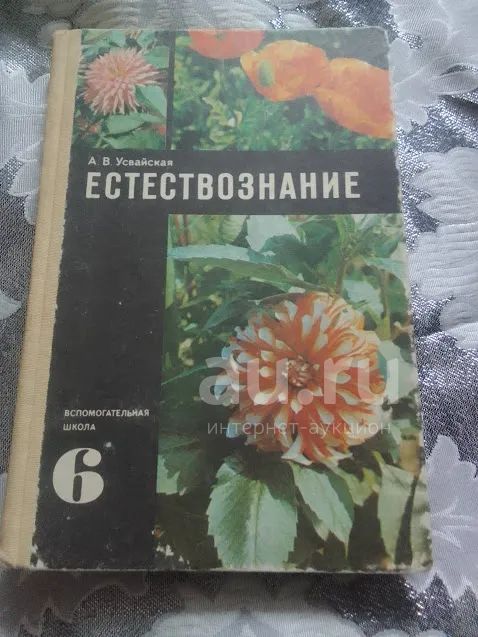 А. В. Усвайская
ЕСТЕСТВОЗНАНИЕ
au.ru
интернет-аукцион
ВСПОМОГАТЕЛЬНАЯ
ШКОЛА
6